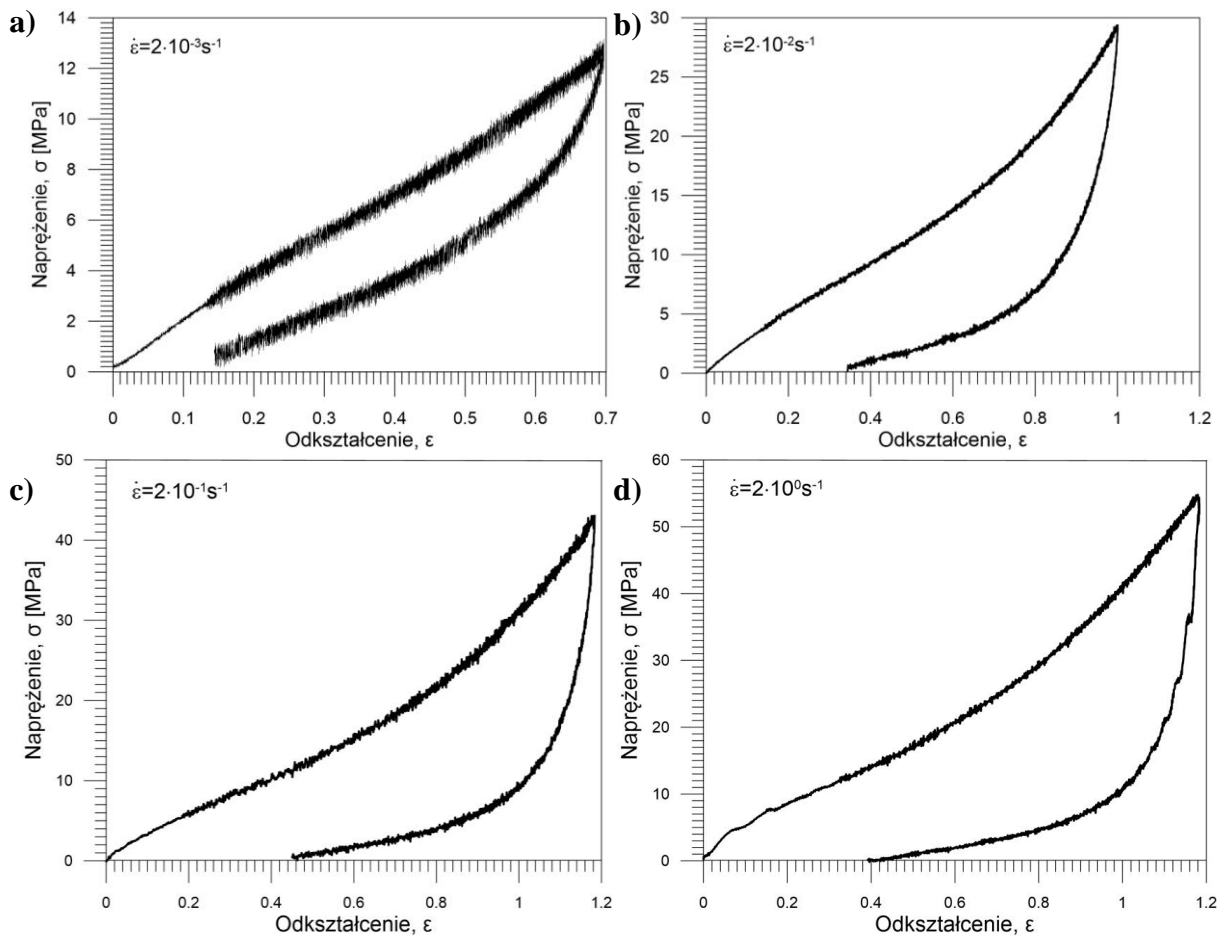 a)
ε̇=2·10⁻³s⁻¹
Naprężenie, σ [MPa]
14
12
10
8
6
4
2
0
0 0.1 0.2 0.3 0.4 0.5 0.6 0.7
Odkształcenie, ε
b)
ε̇=2·10⁻²s⁻¹
Naprężenie, σ [MPa]
30
25
20
15
10
5
0
0 0.2 0.4 0.6 0.8 1 1.2
Odkształcenie, ε
c)
ε̇=2·10⁻¹s⁻¹
Naprężenie, σ [MPa]
50
40
30
20
10
0
0 0.2 0.4 0.6 0.8 1 1.2
Odkształcenie, ε
d)
ε̇=2·10⁰s⁻¹
Naprężenie, σ [MPa]
60
50
40
30
20
10
0
0 0.2 0.4 0.6 0.8 1 1.2
Odkształcenie, ε